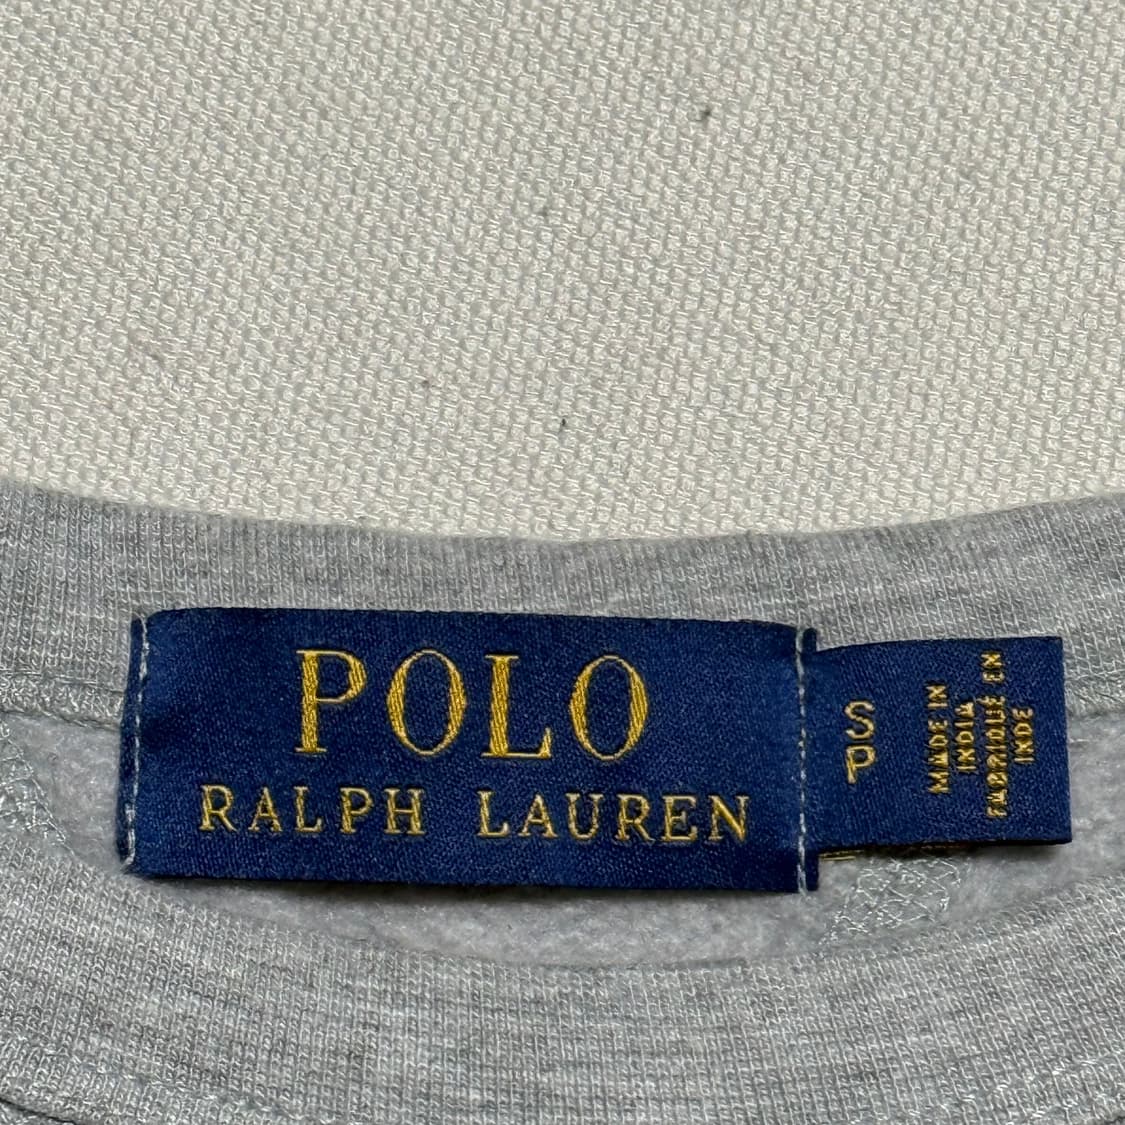 POLO
RALPH LAUREN
S
P
MADE IN
INDIA
FABRIQUÉ EN
INDE